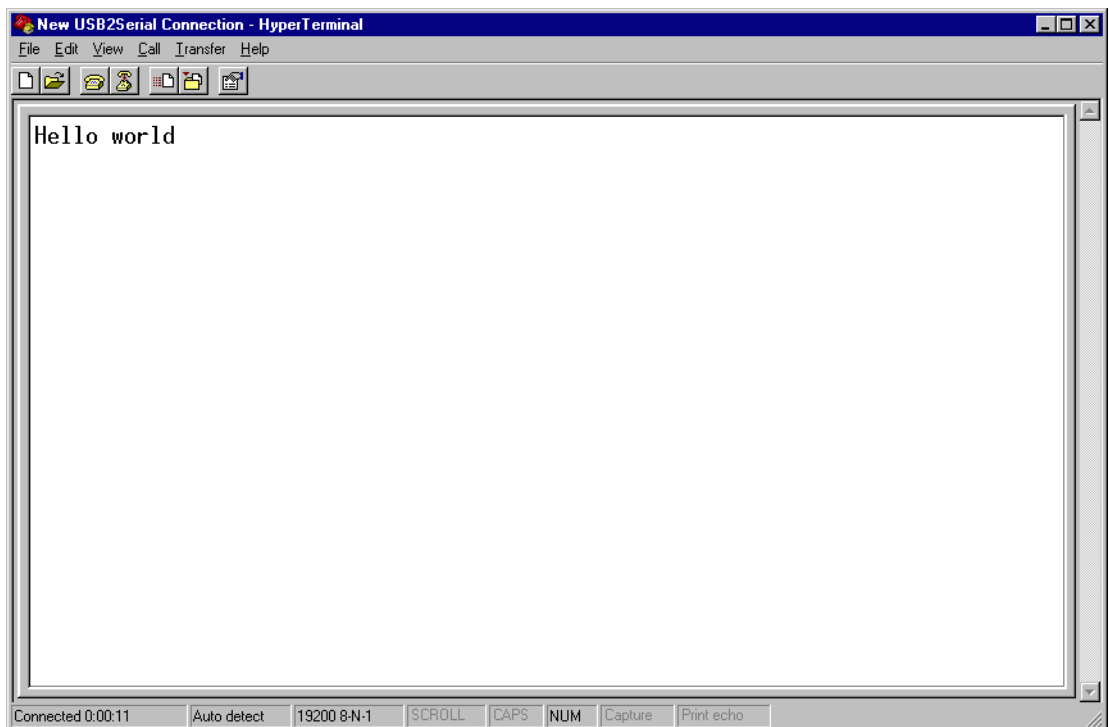 New USB2Serial Connection - HyperTerminal
File Edit View Call Transfer Help
Hello world
Connected 0:00:11 Auto detect 19200 8-N-1 SCROLL CAPS NUM Capture Print echo